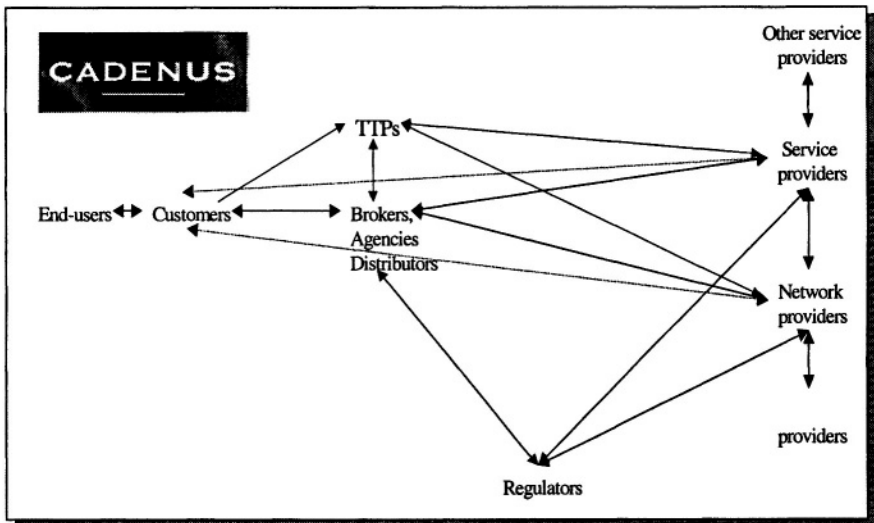 CADENUS
Other service
providers
TTPs
Service
providers
End-users
Customers
Brokers,
Agencies
Distributors
Network
providers
providers
Regulators